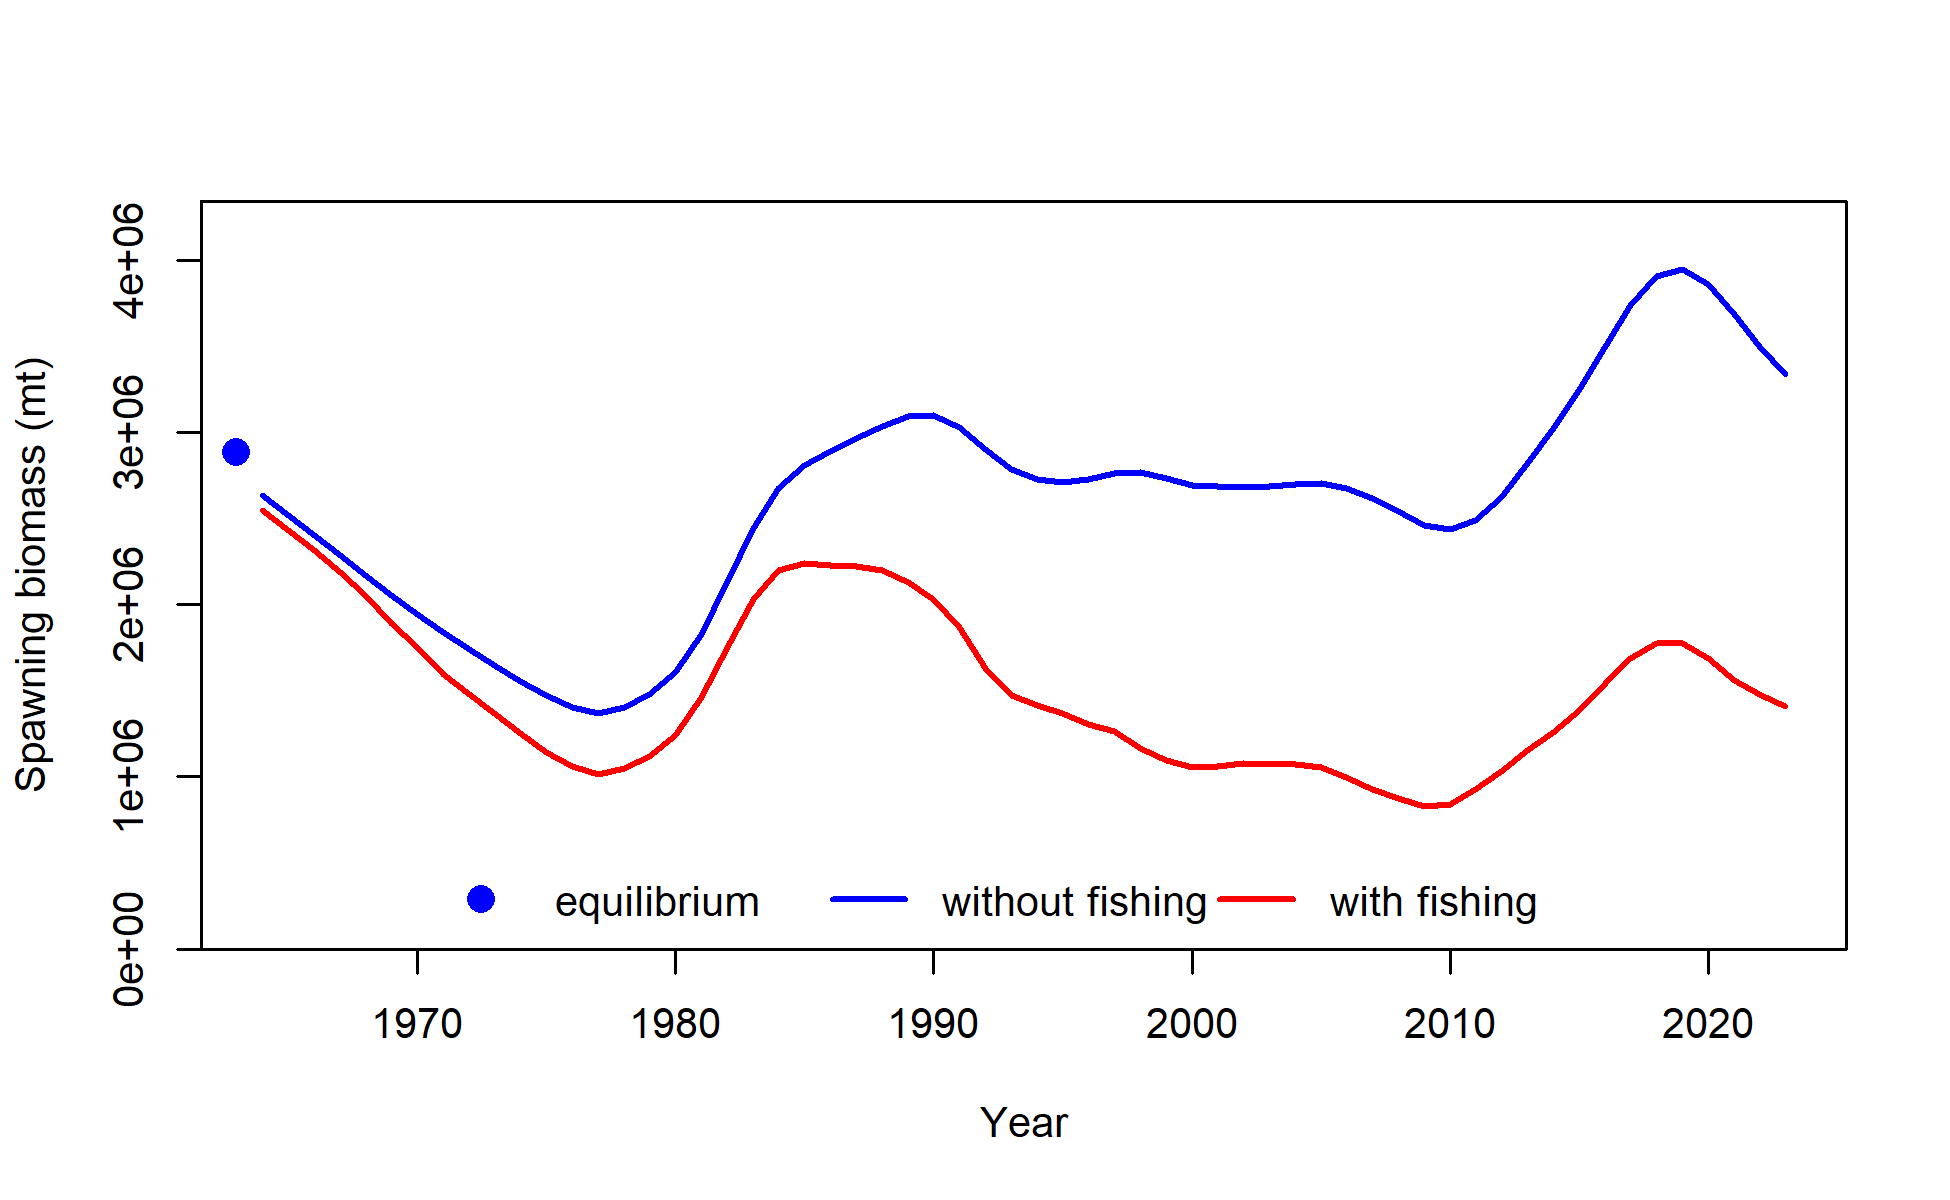 Spawning biomass (mt)
4e+06
3e+06
2e+06
1e+06
0e+00
equilibrium without fishing with fishing
1970 1980 1990 2000 2010 2020
Year